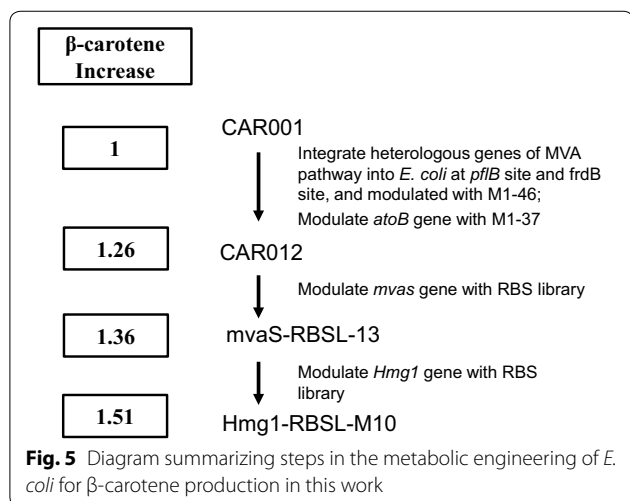 β-carotene
Increase
1
CAR001
Integrate heterologous genes of MVA
pathway into E. coli at pflB site and frdB
site, and modulated with M1-46;
Modulate atoB gene with M1-37
1.26
CAR012
Modulate mvas gene with RBS library
1.36
mvaS-RBSL-13
Modulate Hmg1 gene with RBS
library
1.51
Hmg1-RBSL-M10
Fig. 5 Diagram summarizing steps in the metabolic engineering of E.
coli for β-carotene production in this work